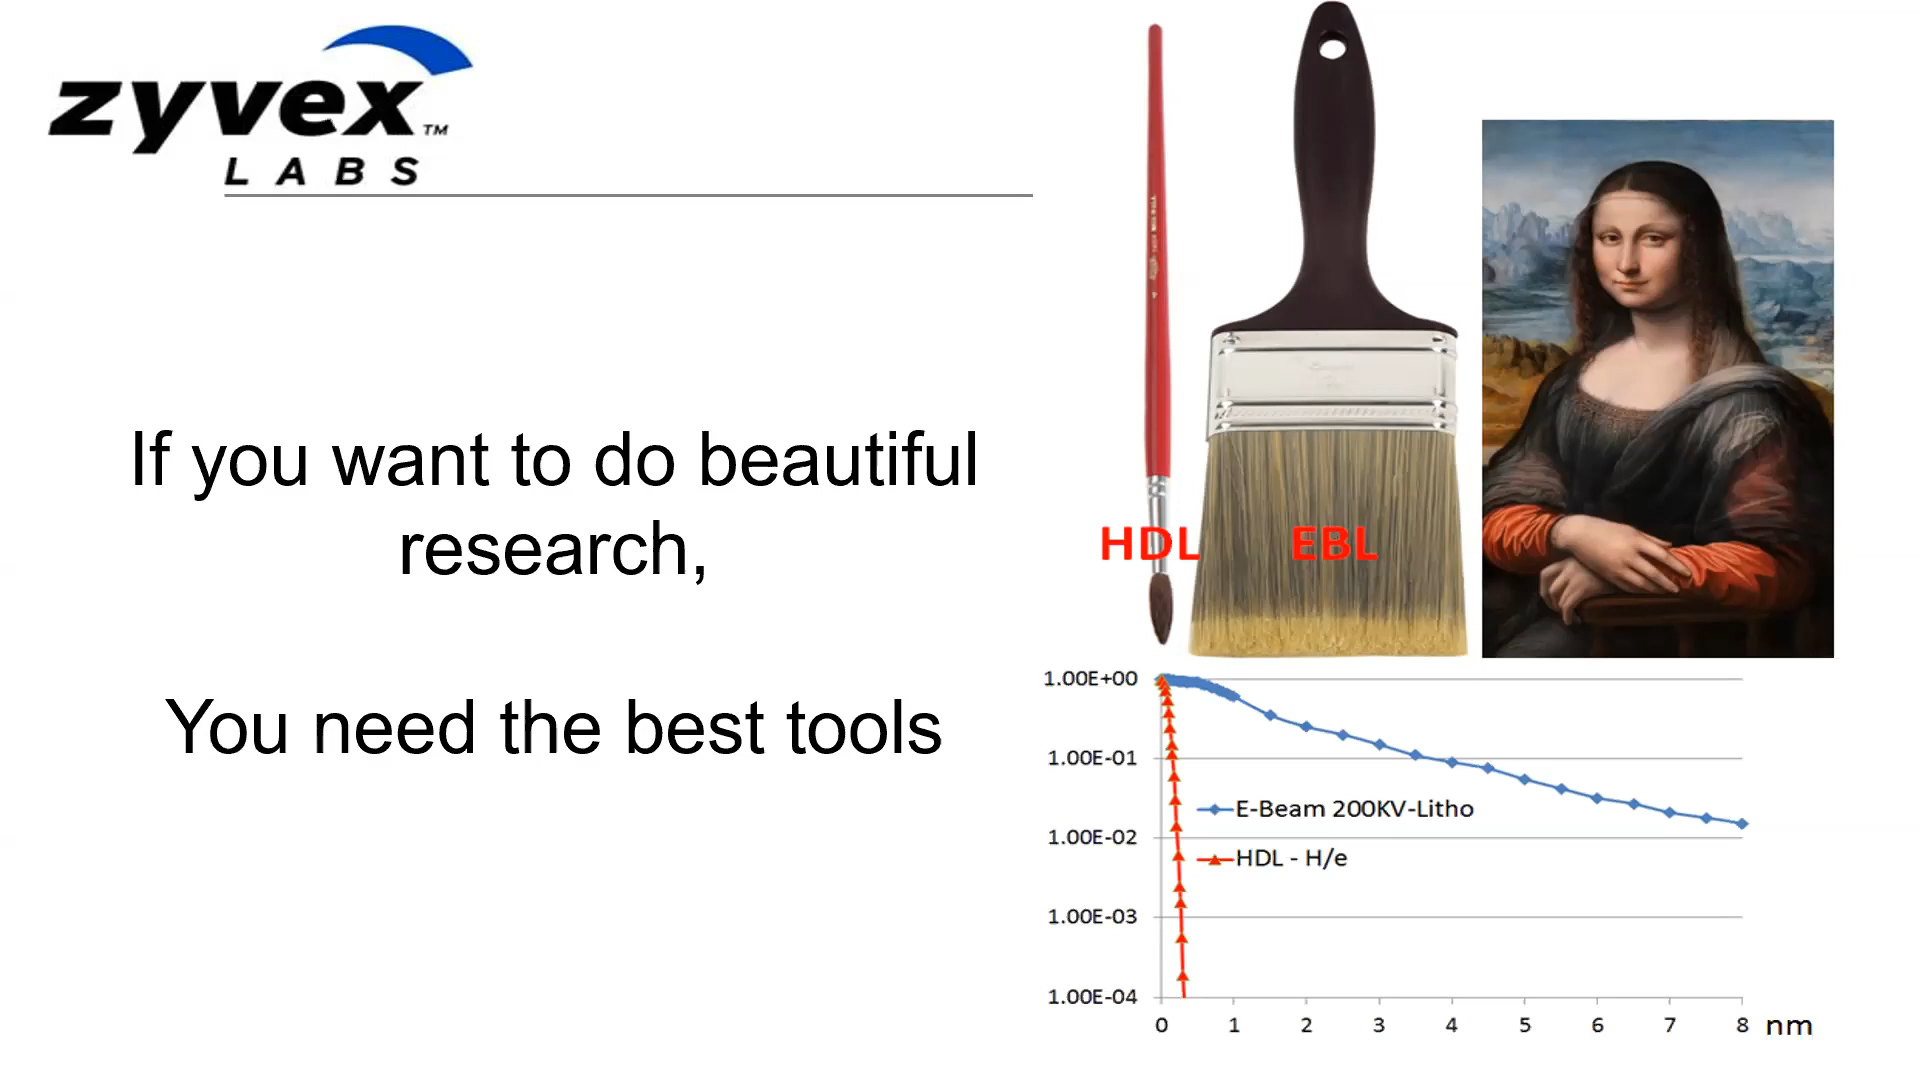 zyvex™
LABS
If you want to do beautiful
research,
You need the best tools
HDL
EBL
1.00E+00
1.00E-01
1.00E-02
1.00E-03
1.00E-04
E-Beam 200KV-Litho
HDL - H/e
0 1 2 3 4 5 6 7 8 nm